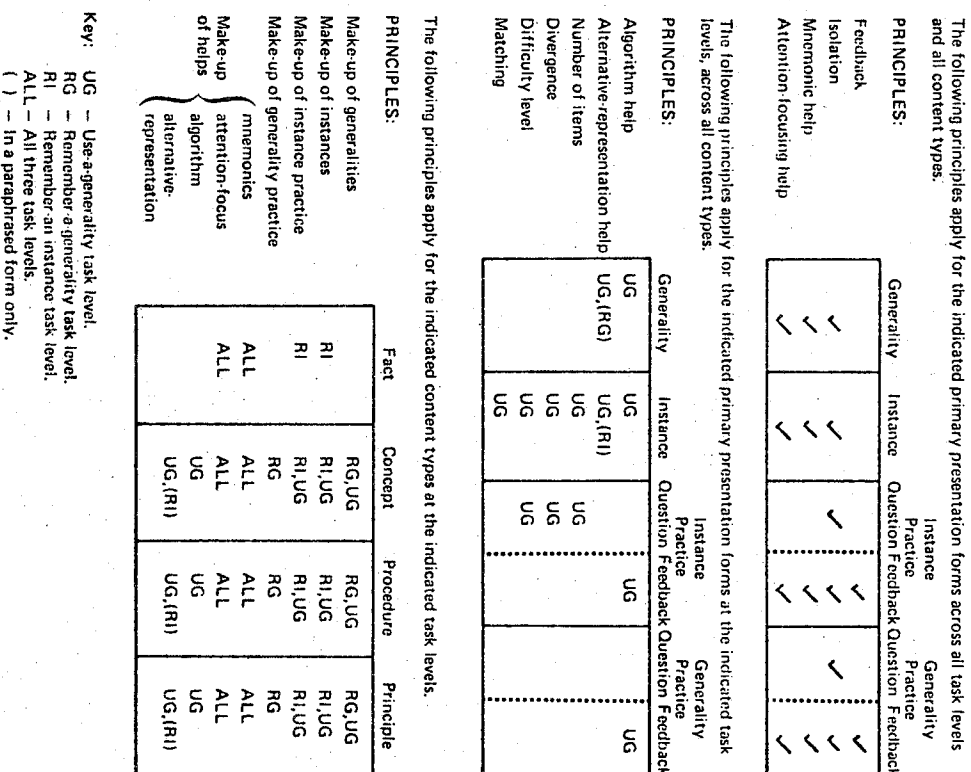 The following principles apply for the indicated primary presentation forms across all task levels
and all content types.
PRINCIPLES: Generality Instance Instance Practice Question Feedback Generality Practice Question Feedback
Feedback ✓ ✓
Isolation ✓ ✓ ✓ ✓ ✓ ✓
Mnemonic help ✓ ✓ ✓ ✓
Attention-focusing help ✓ ✓ ✓ ✓
The following principles apply for the indicated primary presentation forms at the indicated task
levels, across all content types.
PRINCIPLES: Generality Instance Instance Practice Question Feedback Generality Practice Question Feedback
Algorithm help UG UG UG UG
Alternative-representation help UG,(RG) UG,(RI)
Number of items UG UG
Divergence UG UG
Difficulty level UG UG
Matching UG
The following principles apply for the indicated content types at the indicated task levels.
PRINCIPLES: Fact Concept Procedure Principle
Make-up of generalities RG,UG RG,UG RG,UG
Make-up of instances RI RI,UG RI,UG RI,UG
Make-up of instance practice RI RI,UG RI,UG RI,UG
Make-up of generality practice RG RG RG
Make-up of helps
mnemonics ALL ALL ALL ALL
attention-focus ALL ALL ALL ALL
algorithm UG UG UG
alternative-
representation UG,(RI) UG,(RI) UG,(RI)
Key: UG — Use-a-generality task level.
RG — Remember-a-generality task level.
RI — Remember-an instance task level.
ALL — All three task levels.
( ) — In a paraphrased form only.